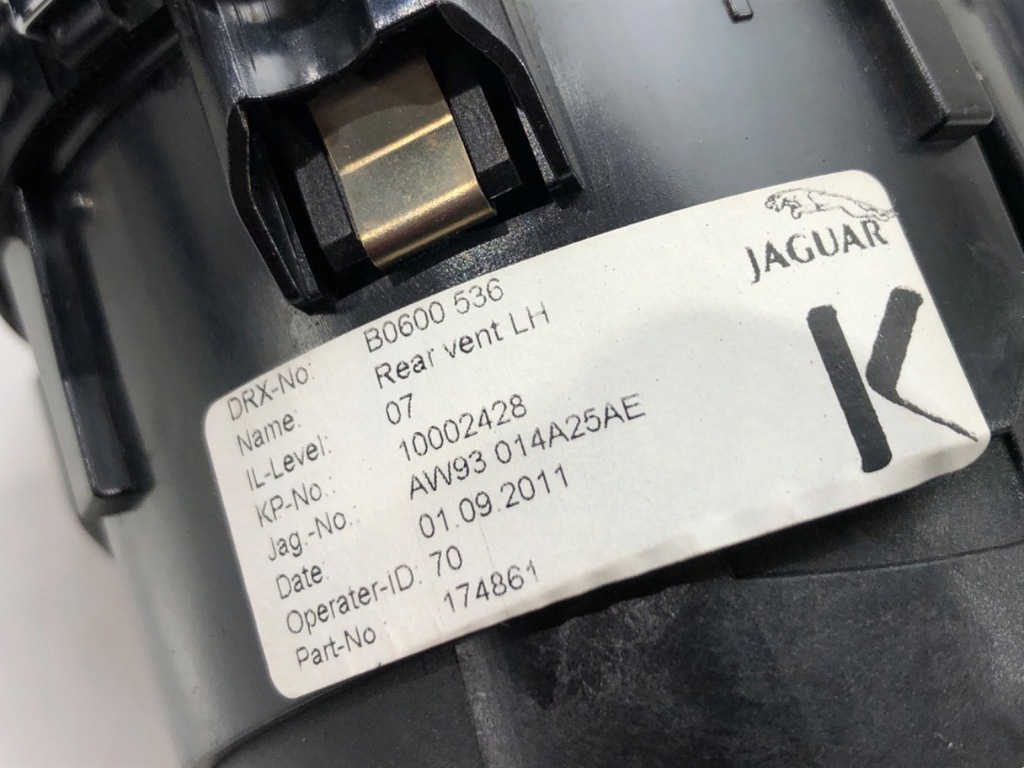 JAGUAR
K
DRX-No: B0600 536
Name: Rear vent LH
IL-Level: 07
KP-No.: 10002428
Jag.-No.: AW93 014A25AE
Date: 01.09.2011
Operater-ID: 70
Part-No.: 174861